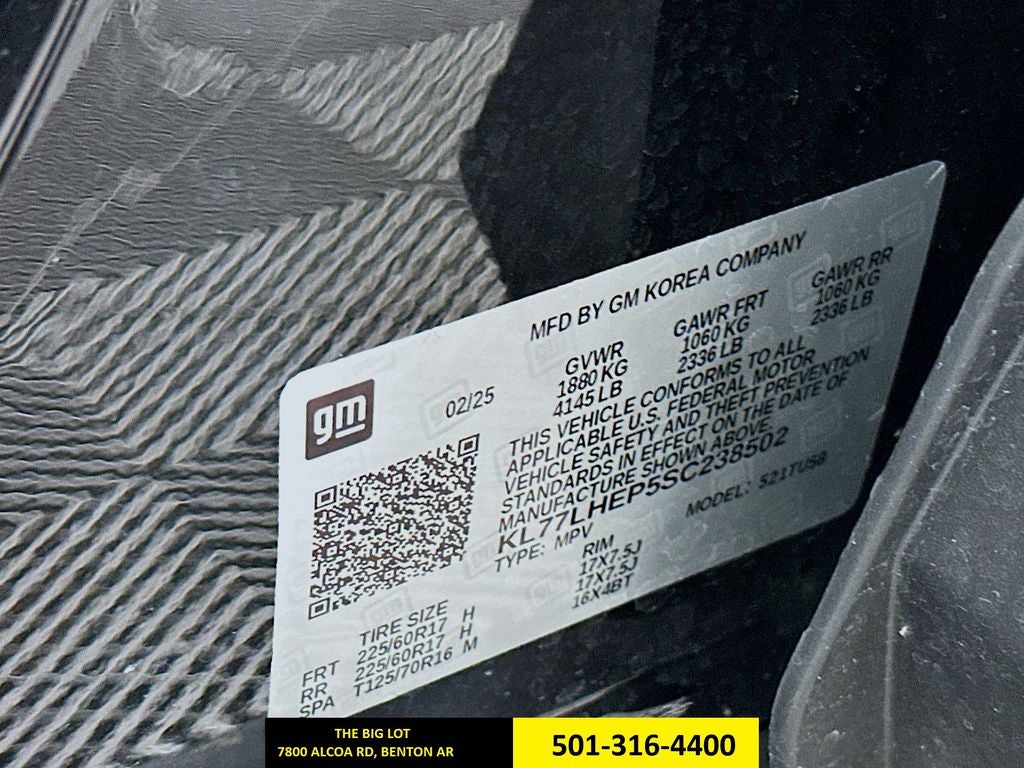 MFD BY GM KOREA COMPANY
gm
02/25
GVWR GAWR FRT GAWR RR
1880 KG 1060 KG 1060 KG
4145 LB 2336 LB 2336 LB
THIS VEHICLE CONFORMS TO ALL
APPLICABLE U.S. FEDERAL MOTOR
VEHICLE SAFETY AND THEFT PREVENTION
STANDARDS IN EFFECT ON THE DATE OF
MANUFACTURE SHOWN ABOVE.
KL77LHEP5SC238502
TYPE: MPV MODEL: 521TU58
TIRE SIZE RIM
FRT 225/60R17 H 17X7.5J
RR 225/60R17 H 17X7.5J
SPA T125/70R16 M 16X4BT
THE BIG LOT
7800 ALCOA RD, BENTON AR
501-316-4400